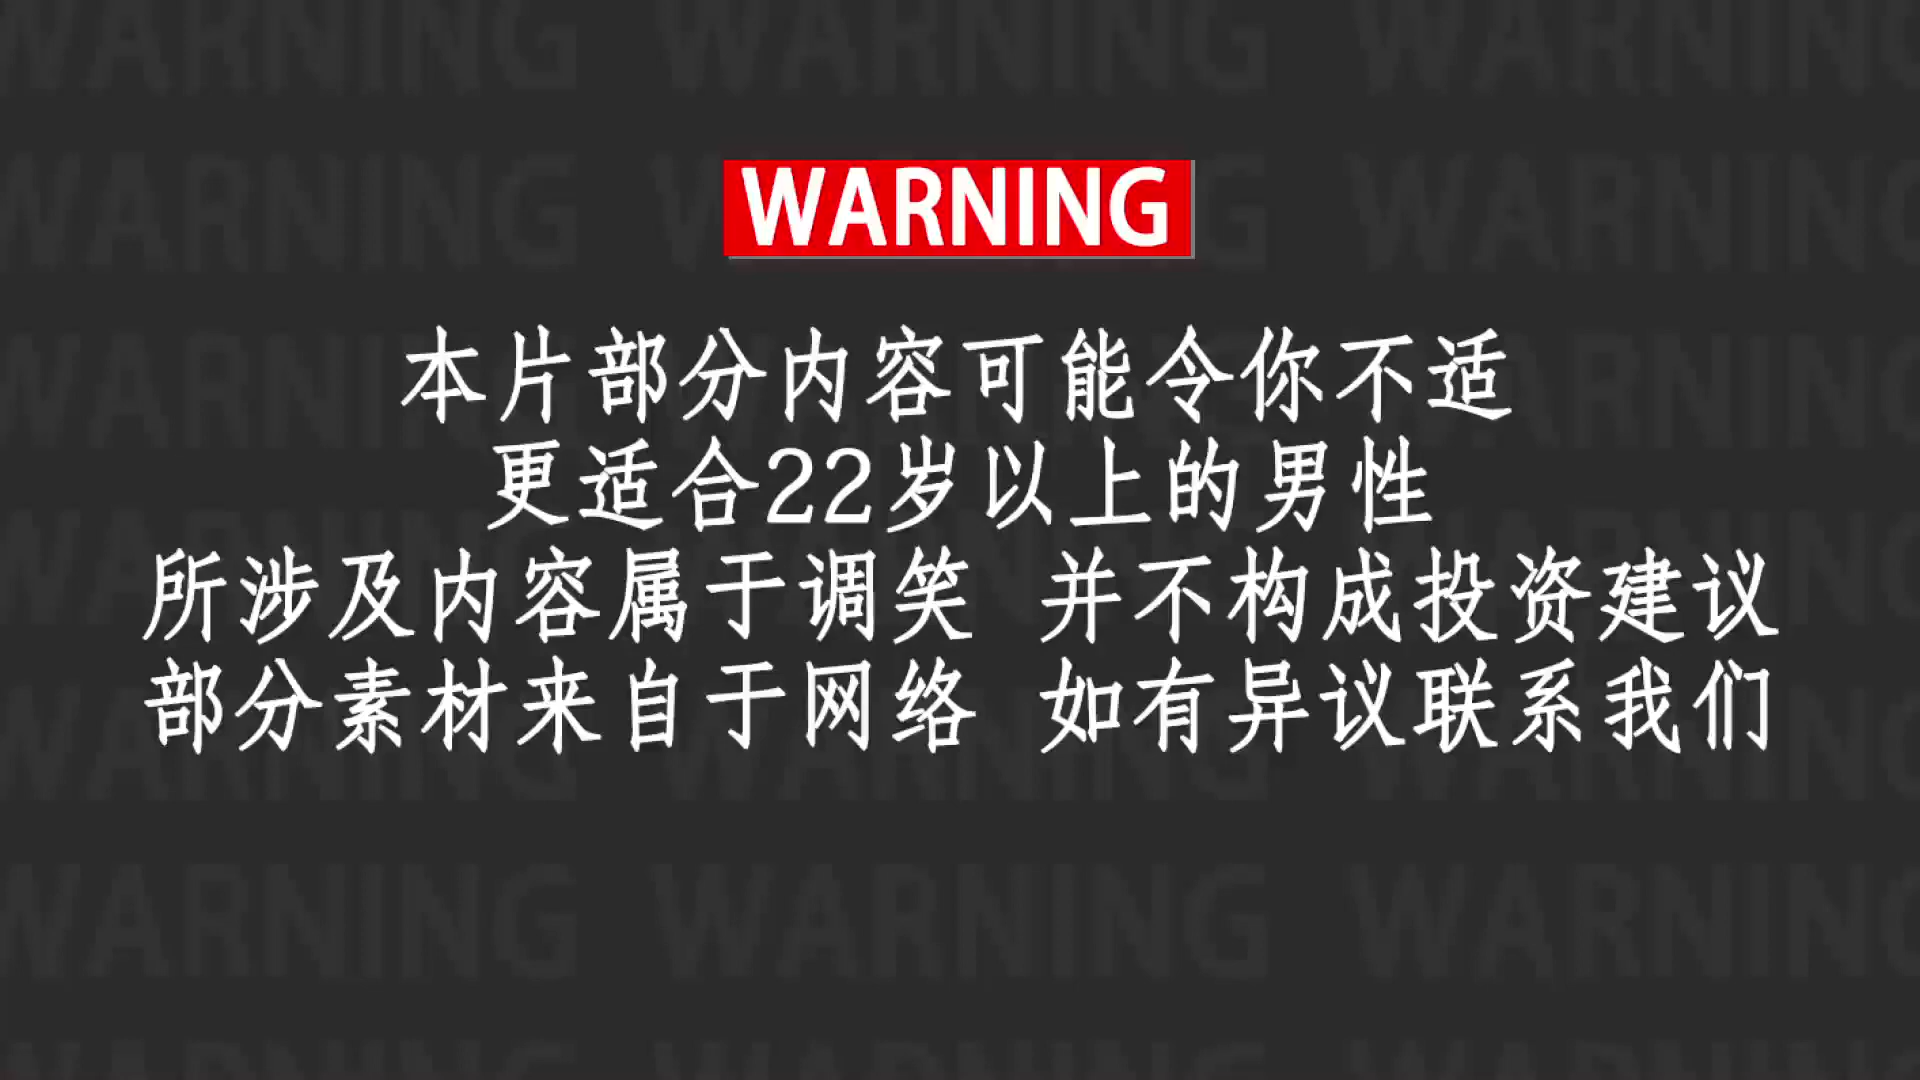 WARNING
本片部分内容可能令你不适
更适合22岁以上的男性
所涉及内容属于调笑 并不构成投资建议
部分素材来自于网络 如有异议联系我们